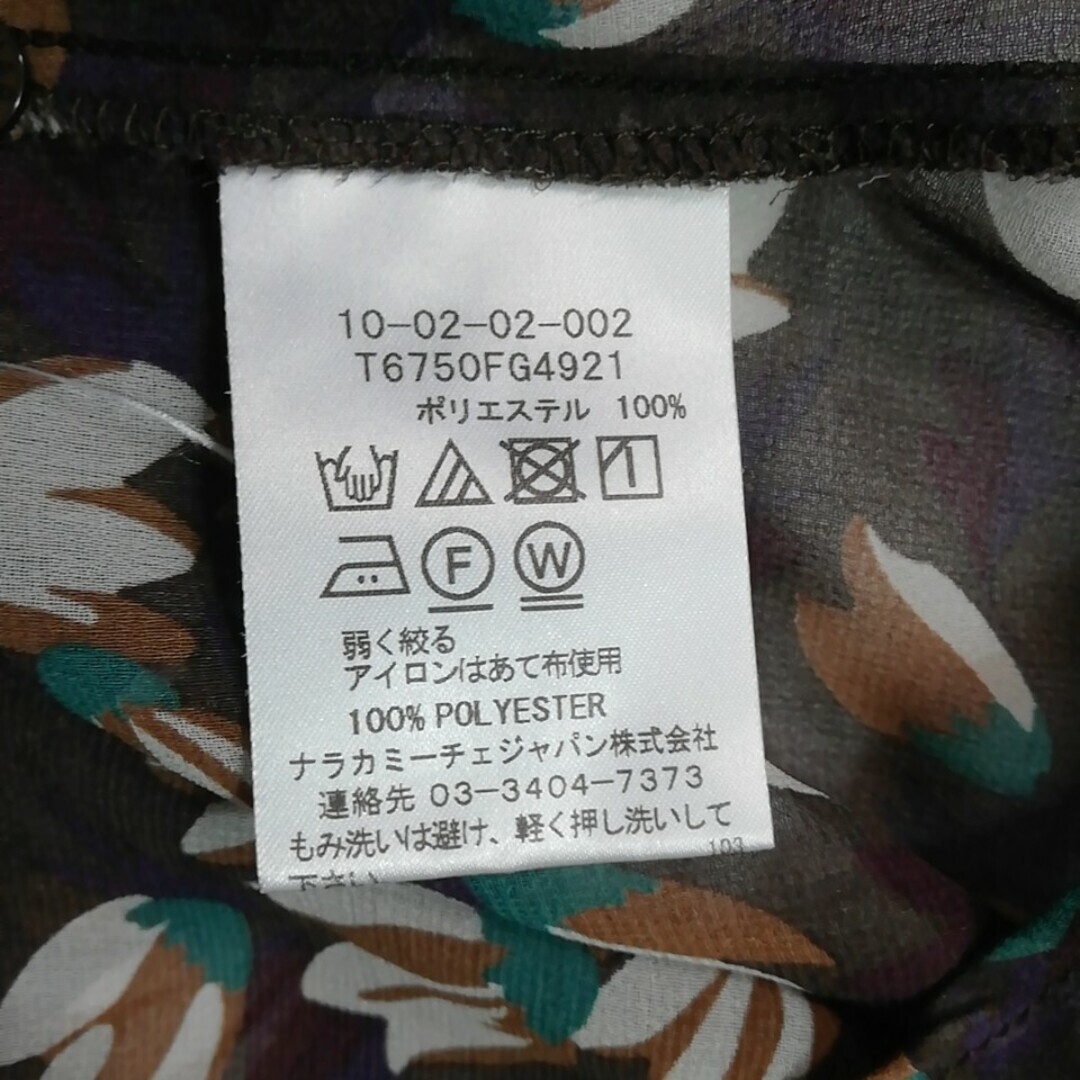 10-02-02-002
T6750FG4921
ポリエステル 100%
F W
弱く絞る
アイロンはあて布使用
100% POLYESTER
ナラカミーチェジャパン株式会社
連絡先 03-3404-7373
もみ洗いは避け、軽く押し洗いして
下さい
103